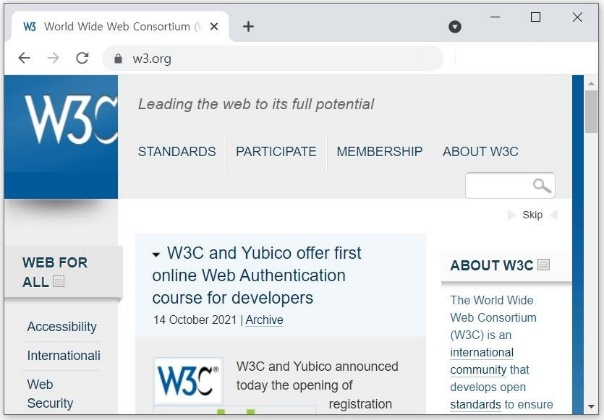 W3C World Wide Web Consortium (
w3.org
W3C
Leading the web to its full potential
STANDARDS PARTICIPATE MEMBERSHIP ABOUT W3C
Skip
WEB FOR
ALL
Accessibility
Internationali
Web
Security
W3C and Yubico offer first
online Web Authentication
course for developers
14 October 2021 | Archive
W3C®
W3C and Yubico announced
today the opening of
registration
ABOUT W3C
The World Wide
Web Consortium
(W3C) is an
international
community that
develops open
standards to ensure